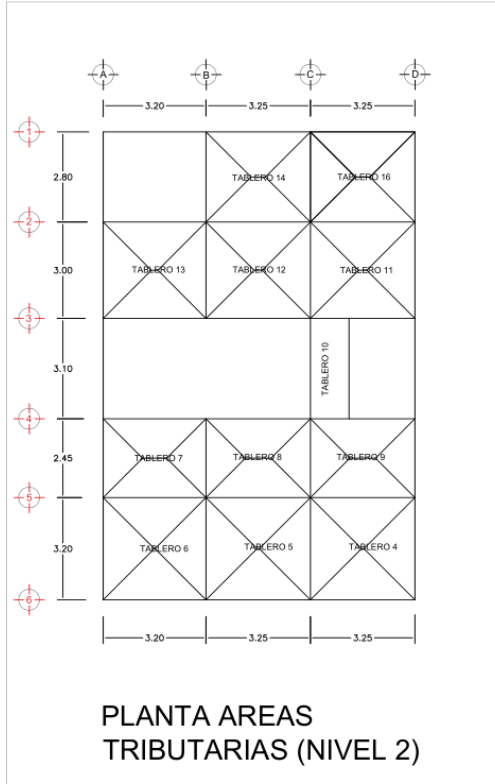 A B C D
3.20 3.25 3.25
1
2.80
TABLERO 14 TABLERO 16
2
3.00
TABLERO 13 TABLERO 12 TABLERO 11
3
3.10
TABLERO 10
4
2.45
TABLERO 7 TABLERO 8 TABLERO 9
5
3.20
TABLERO 6 TABLERO 5 TABLERO 4
6
3.20 3.25 3.25
PLANTA AREAS
TRIBUTARIAS (NIVEL 2)